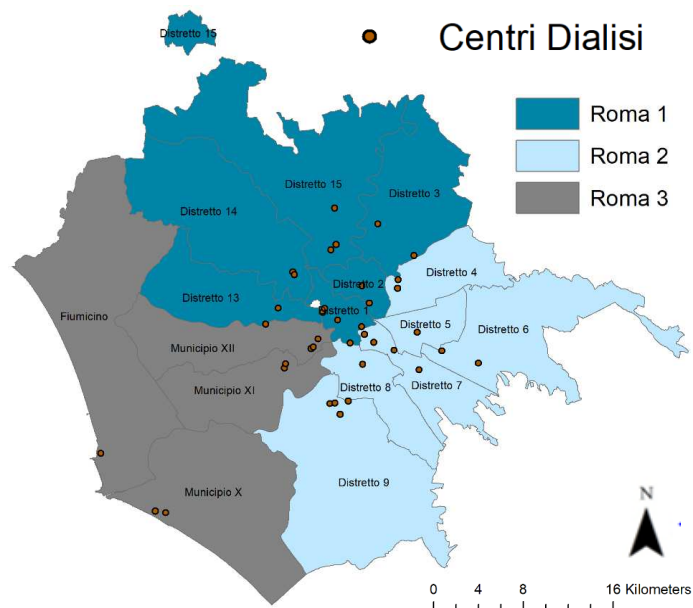 Distretto 15
Centri Dialisi
Roma 1
Roma 2
Roma 3
Distretto 15
Distretto 3
Distretto 14
Distretto 4
Distretto 2
Distretto 13
Distretto 1
Fiumicino
Distretto 5
Distretto 6
Municipio XII
Distretto 7
Municipio XI
Distretto 8
Distretto 9
Municipio X
N
0 4 8 16 Kilometers